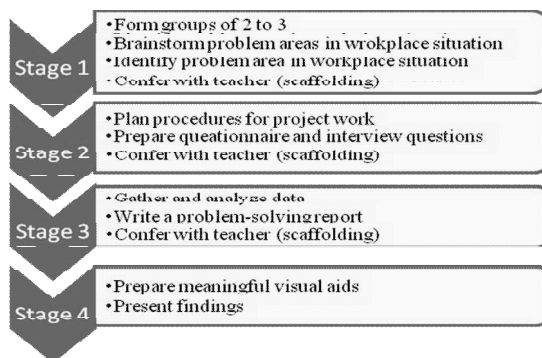 Stage 1
•Form groups of 2 to 3
•Brainstorm problem areas in wrokplace situation
•Identify problem area in workplace situation
•Confer with teacher (scaffolding)
Stage 2
•Plan procedures for project work
•Prepare queationnaire and interview questions
•Confer with teacher (scaffolding)
Stage 3
•Gather and analyze data
•Write a problem-solving report
•Confer with teacher (scaffolding)
Stage 4
•Prepare meaningful visual aids
•Present findings